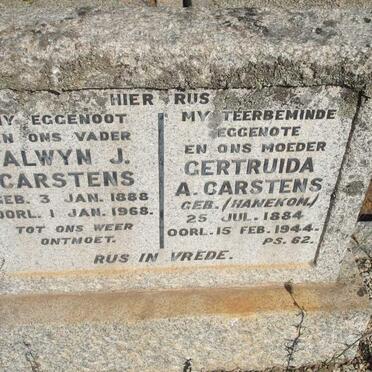 HIER RUS
MY EGGENOOT
EN ONS VADER
ALWYN J.
CARSTENS
GEB. 3 JAN. 1888
OORL. 1 JAN. 1968.
TOT ONS WEER
ONTMOET.
MY TEERBEMINDE
EGGENOTE
EN ONS MOEDER
GERTRUIDA
A. CARSTENS
GEB. (HANEKOM)
25 JUL. 1884
OORL. 15 FEB. 1944.
PS. 62.
RUS IN VREDE.